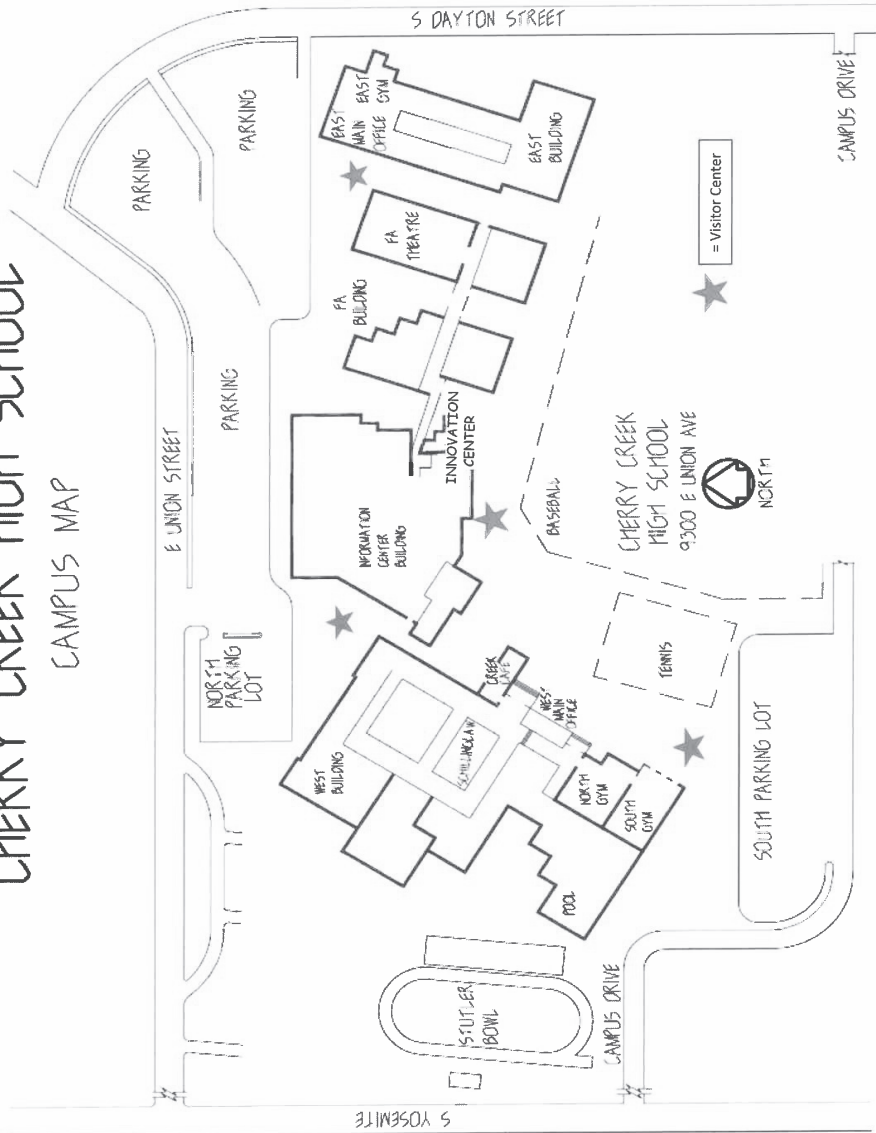 CHERRY CREEK HIGH SCHOOL
CAMPUS MAP
S DAYTON STREET
E UNION STREET
PARKING
PARKING
PARKING
NORTH
PARKING
LOT
EAST
MAIN
OFFICE
EAST
GYM
EAST
BUILDING
FA
THEATRE
FA
BUILDING
INNOVATION
CENTER
INFORMATION
CENTER
BUILDING
WEST
BUILDING
SCHILLINGLAW
CREEK
CAFE
WEST
MAIN
OFFICE
NORTH
GYM
SOUTH
GYM
POOL
STUTLER
BOWL
BASEBALL
TENNIS
SOUTH PARKING LOT
CAMPUS DRIVE
CAMPUS DRIVE
S YOSEMITE
CHERRY CREEK
HIGH SCHOOL
9300 E UNION AVE
NORTH
= Visitor Center